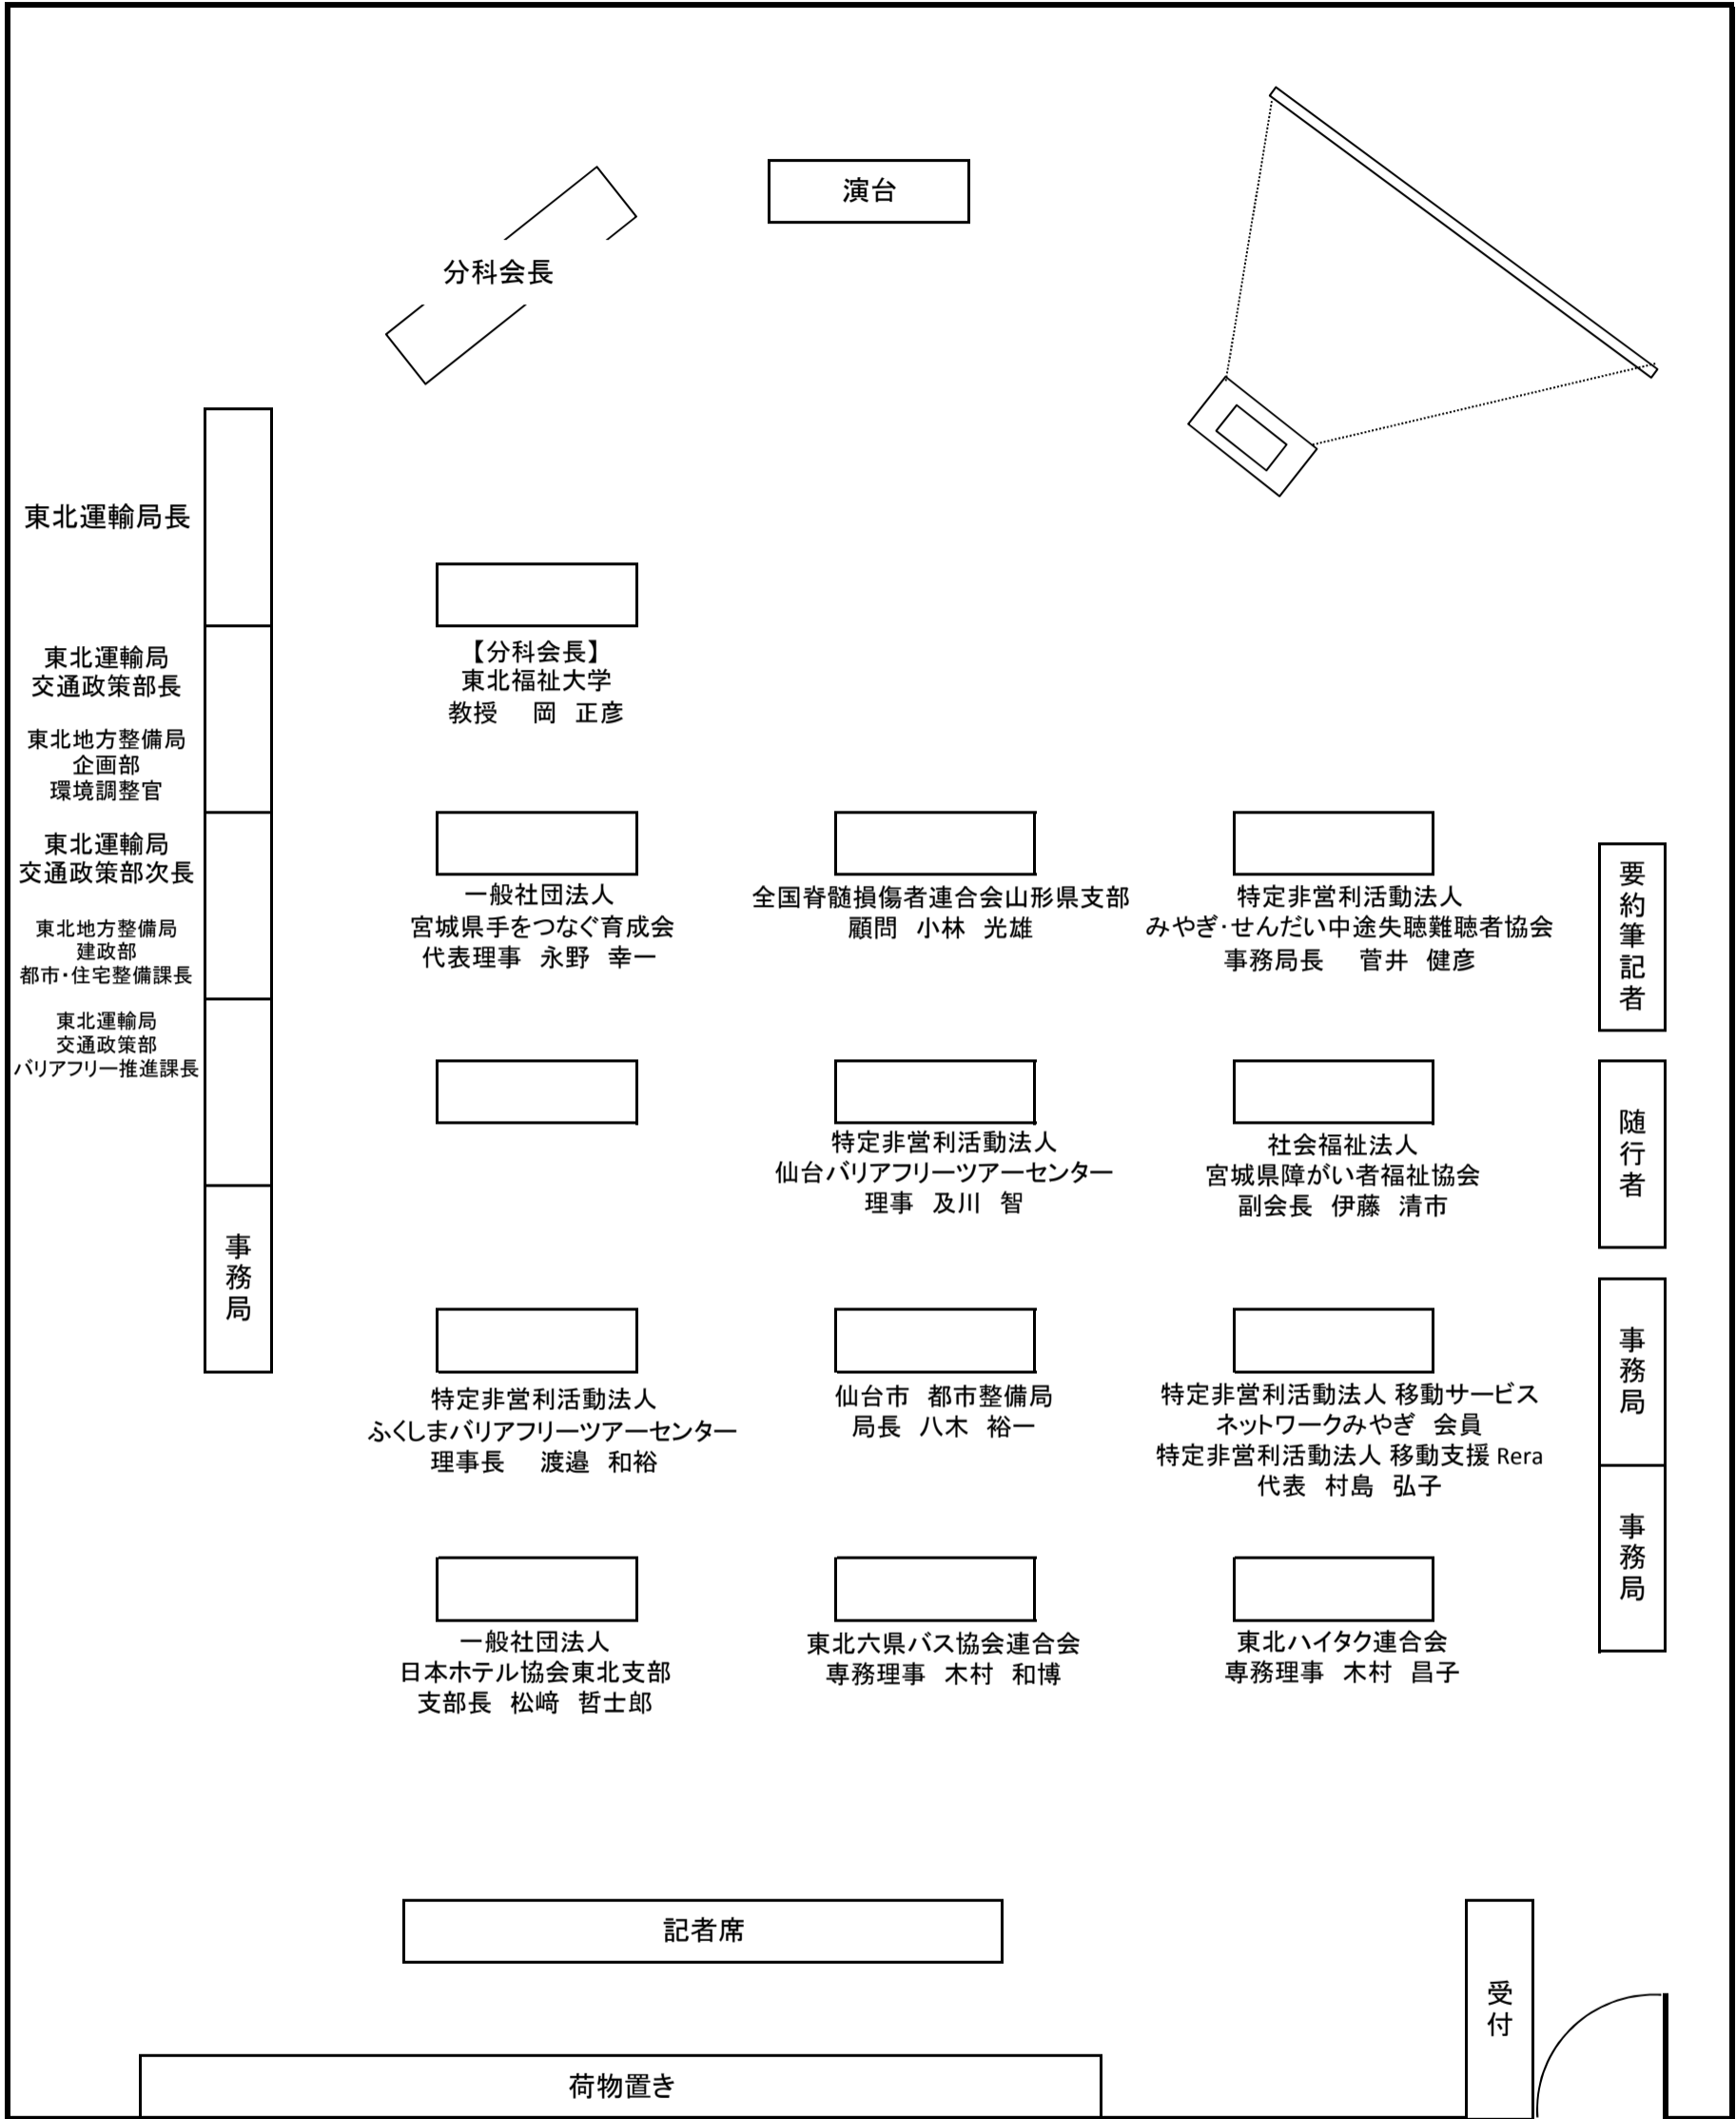 演台
分科会長
東北運輸局長
東北運輸局
交通政策部長
東北地方整備局
企画部
環境調整官
東北運輸局
交通政策部次長
東北地方整備局
建政部
都市・住宅整備課長
東北運輸局
交通政策部
バリアフリー推進課長
事務局
【分科会長】
東北福祉大学
教授　岡　正彦
一般社団法人
宮城県手をつなぐ育成会
代表理事　永野　幸一
全国脊髄損傷者連合会山形県支部
顧問　小林　光雄
特定非営利活動法人
みやぎ・せんだい中途失聴難聴者協会
事務局長　菅井　健彦
特定非営利活動法人
仙台バリアフリーツアーセンター
理事　及川　智
社会福祉法人
宮城県障がい者福祉協会
副会長　伊藤　清市
特定非営利活動法人
ふくしまバリアフリーツアーセンター
理事長　渡邉　和裕
仙台市　都市整備局
局長　八木　裕一
特定非営利活動法人 移動サービス
ネットワークみやぎ　会員
特定非営利活動法人 移動支援 Rera
代表　村島　弘子
一般社団法人
日本ホテル協会東北支部
支部長　松﨑　哲士郎
東北六県バス協会連合会
専務理事　木村　和博
東北ハイタク連合会
専務理事　木村　昌子
要約筆記者
随行者
事務局
事務局
記者席
受付
荷物置き